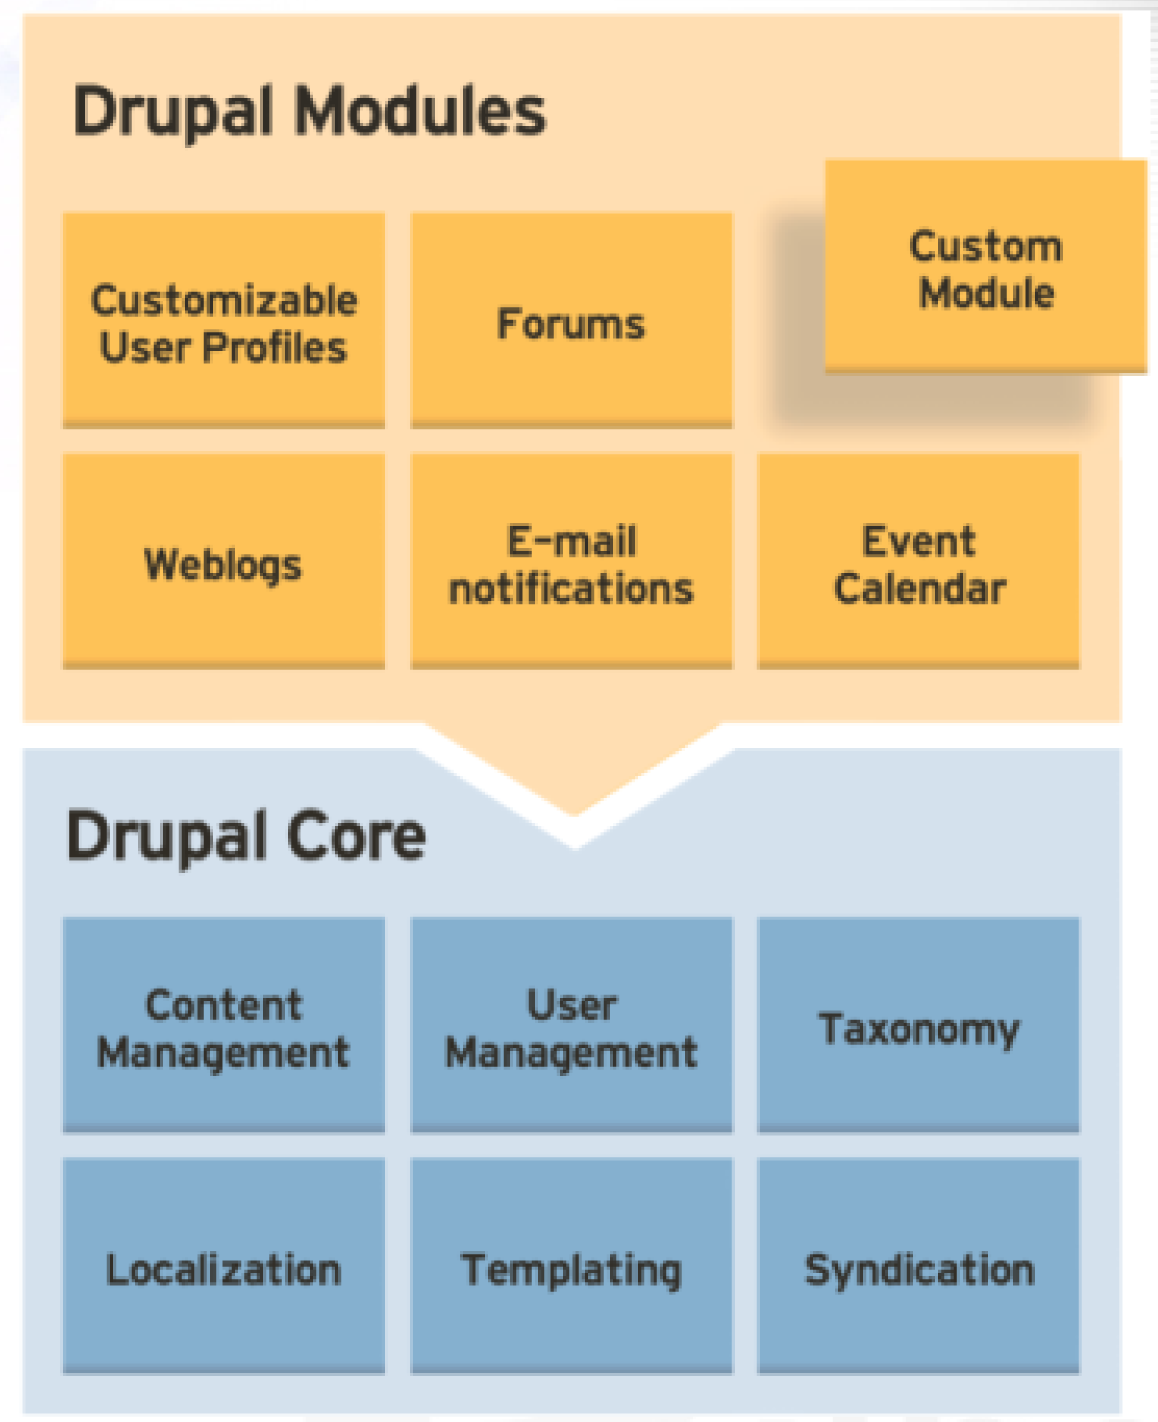 Drupal Modules
Customizable
User Profiles
Forums
Custom
Module
Weblogs
E-mail
notifications
Event
Calendar
Drupal Core
Content
Management
User
Management
Taxonomy
Localization
Templating
Syndication